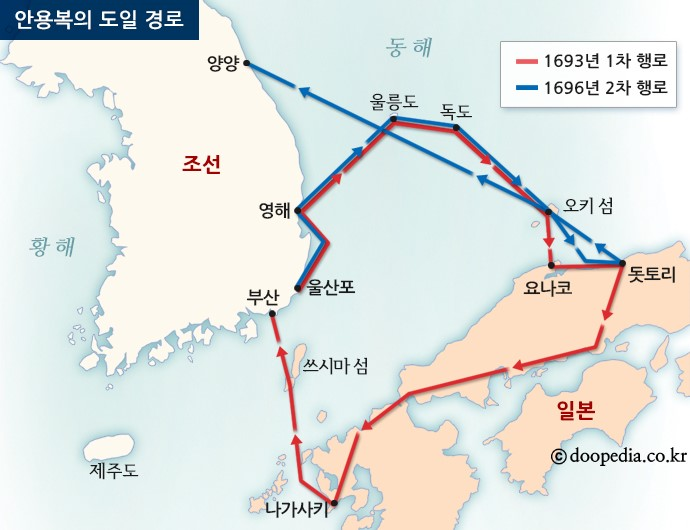 안용복의 도일 경로
1693년 1차 행로
1696년 2차 행로
동해
양양
울릉도
독도
조선
영해
오키 섬
황해
울산포
부산
요나코
돗토리
쓰시마 섬
일본
제주도
나가사키
©doopedia.co.kr